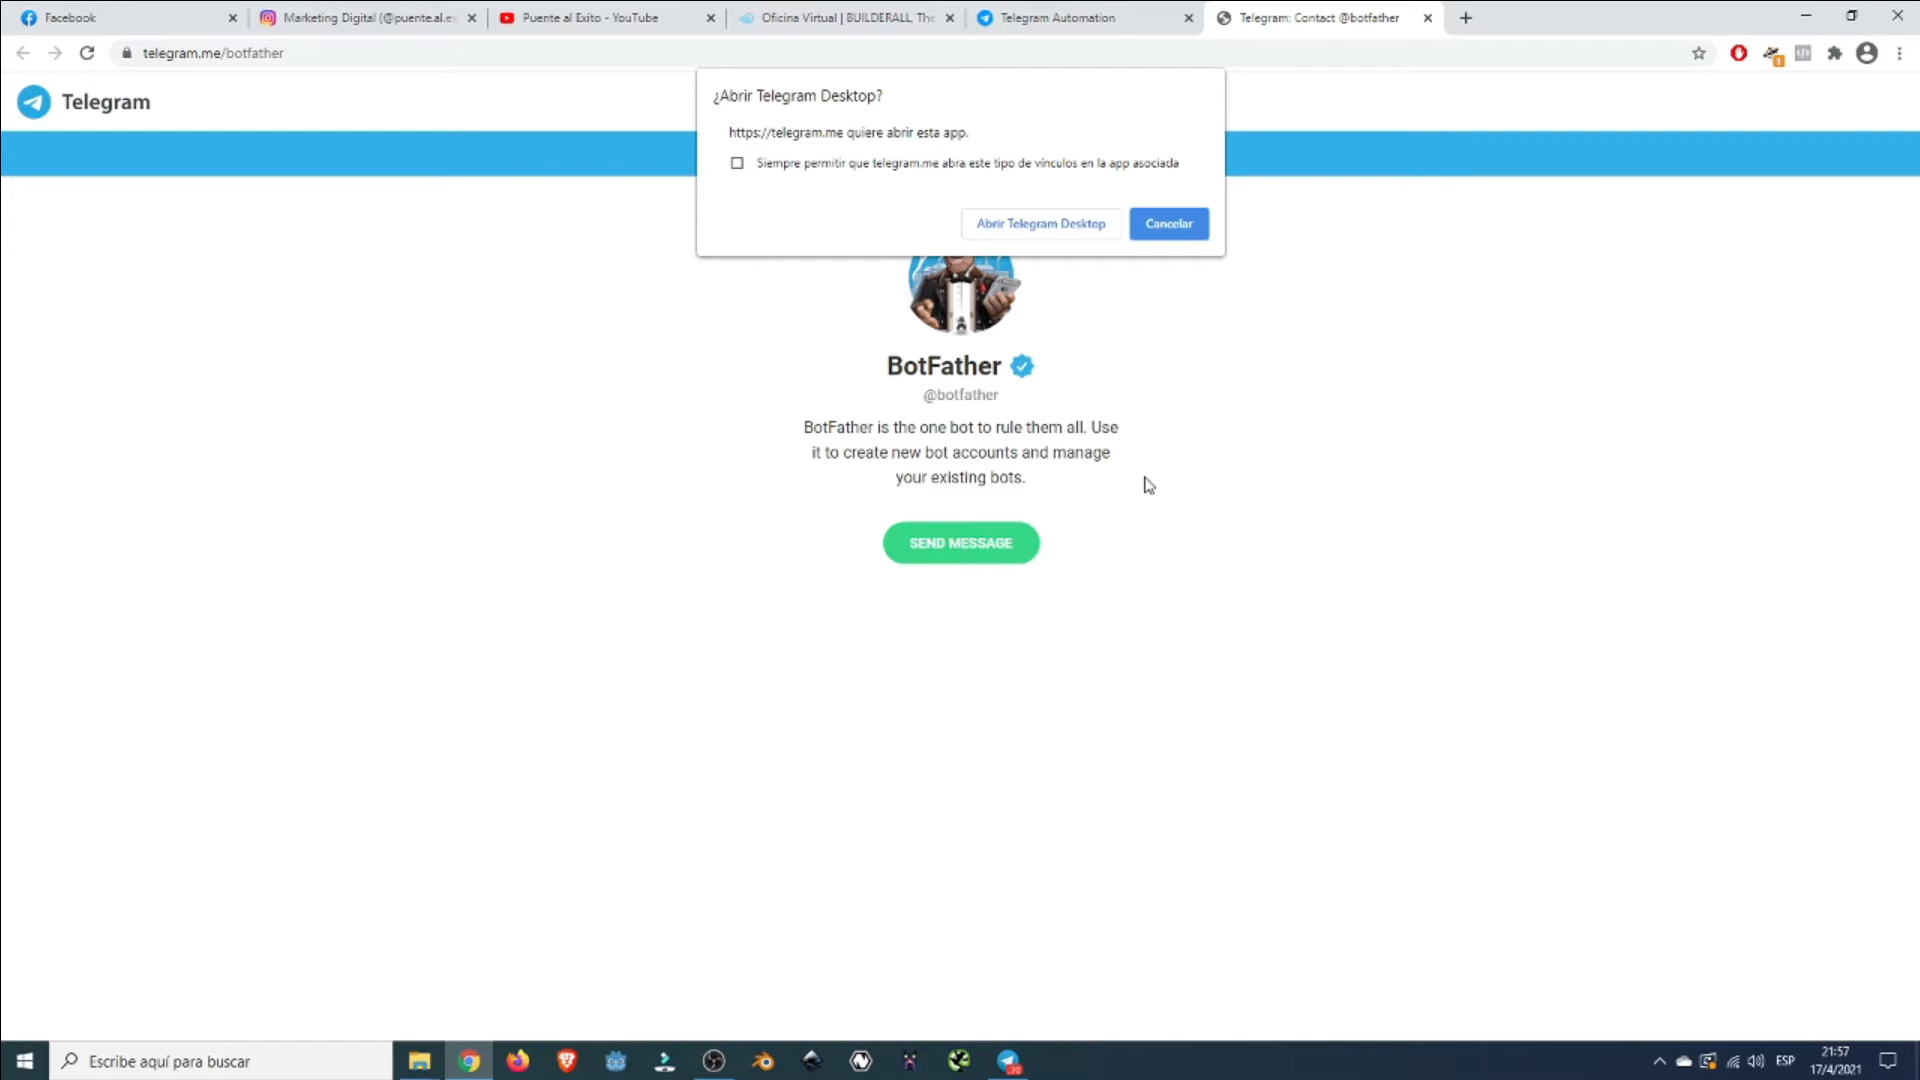 Facebook
Marketing Digital (@puente.al.ex
Puente al Exito - YouTube
Oficina Virtual | BUILDERALL, The
Telegram Automation
Telegram: Contact @botfather
telegram.me/botfather
1
Telegram
¿Abrir Telegram Desktop?
https://telegram.me quiere abrir esta app.
Siempre permitir que telegram.me abra este tipo de vínculos en la app asociada
Abrir Telegram Desktop
Cancelar
BotFather
@botfather
BotFather is the one bot to rule them all. Use
it to create new bot accounts and manage
your existing bots.
SEND MESSAGE
Escribe aquí para buscar
ESP
21:57
17/4/2021